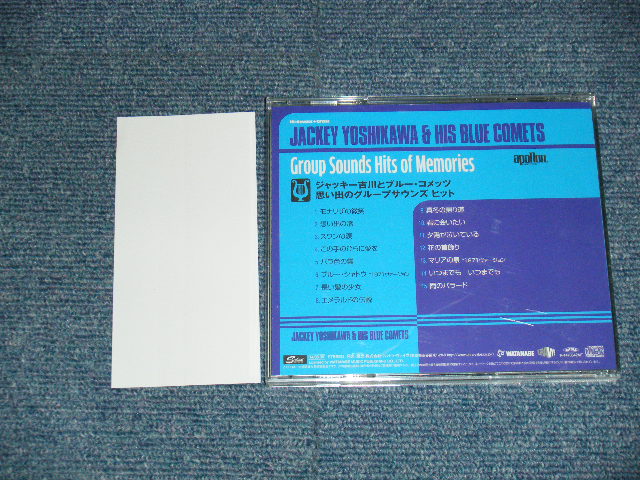 JACKEY YOSHIKAWA & HIS BLUE COMETS
Group Sounds Hits of Memories
apollon
ジャッキー吉川とブルー・コメッツ
思い出のグループサウンズ ヒット
1. モナリザの微笑
2. 想い出の渚
3. スワンの涙
4. この手のひらに愛を
5. バラ色の雲
6. ブルー・シャトウ
7. 長い髪の少女
8. エメラルドの伝説
9. 真冬の帰り道
10. 君に会いたい
11. 夕陽が泣いている
12. 花の首飾り
13. マリアの泉
14. いつまでも いつまでも
15. 雨のバラード
JACKEY YOSHIKAWA & HIS BLUE COMETS
Solid
WATANABE